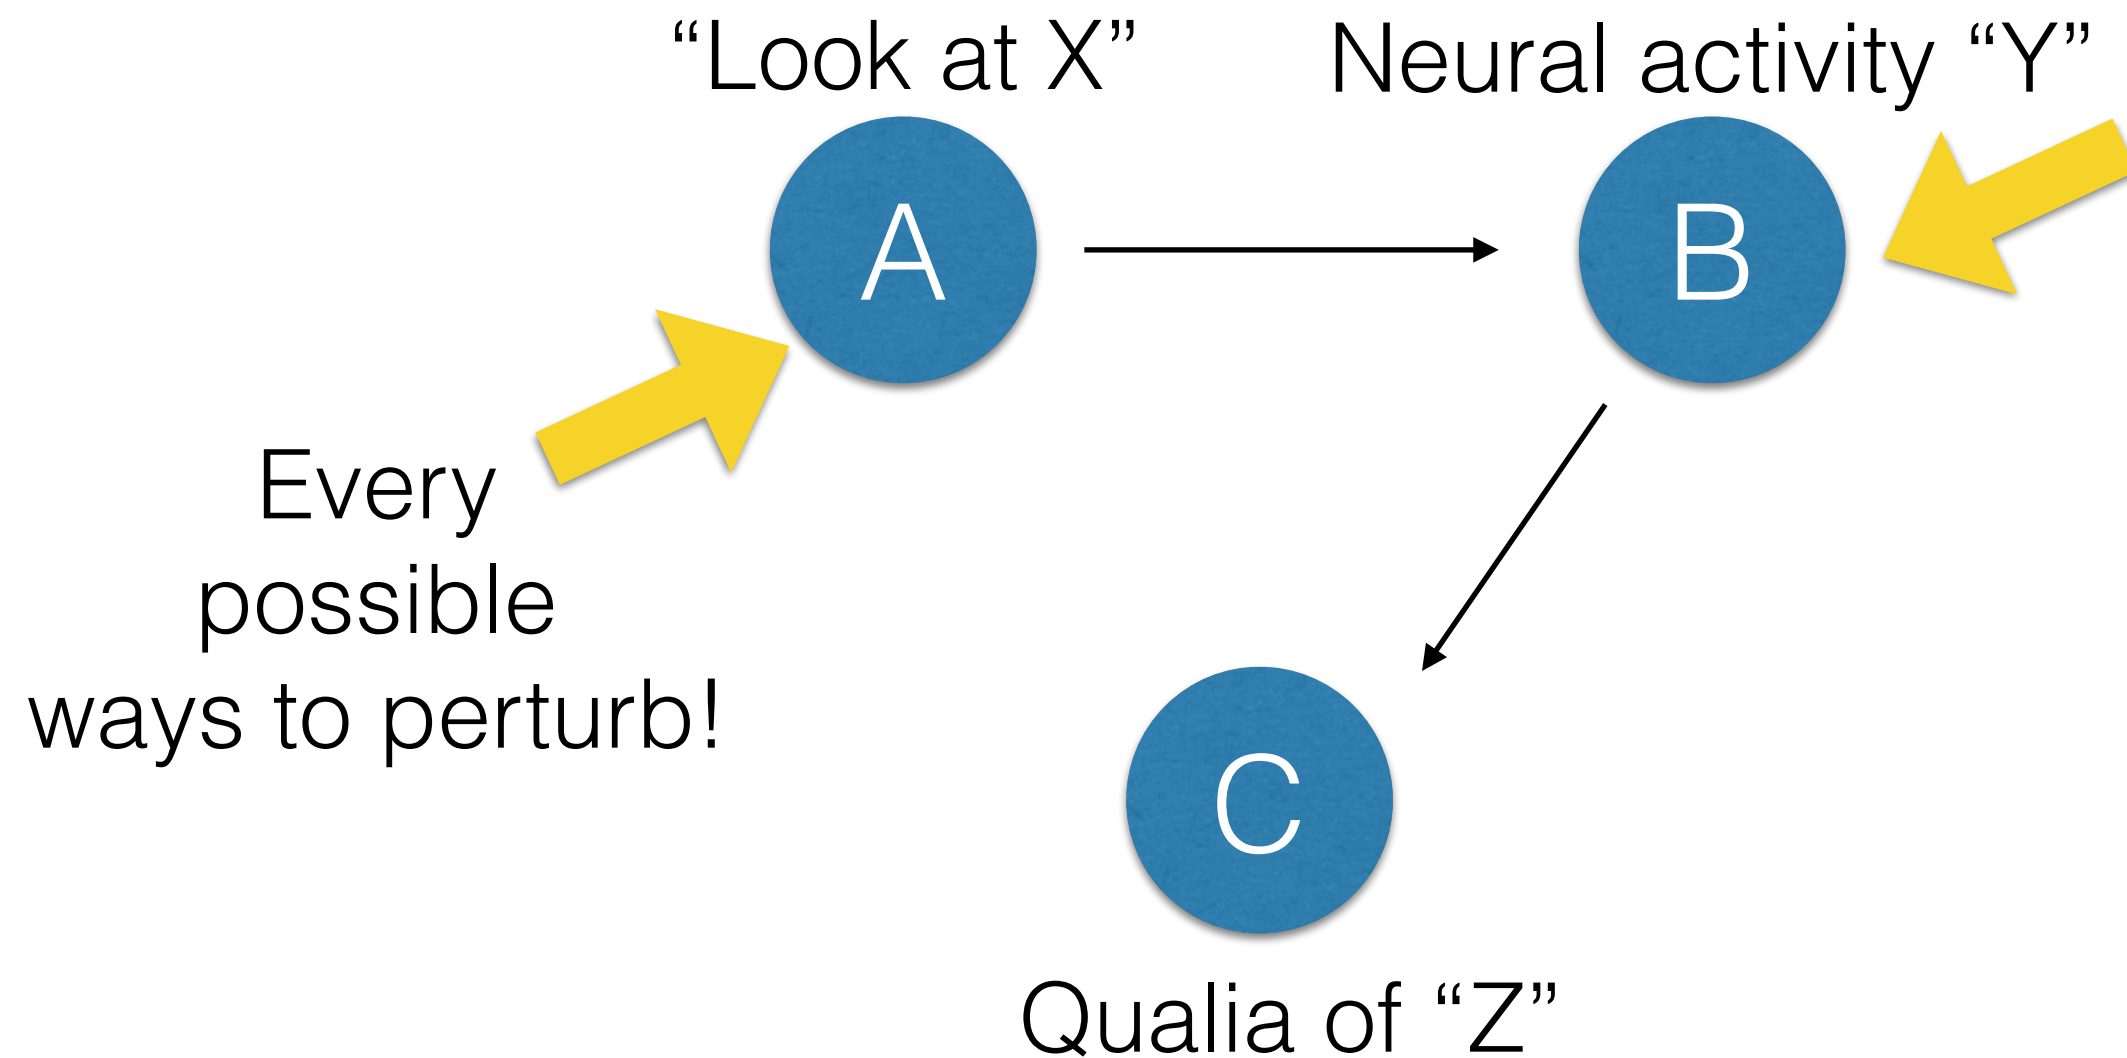 “Look at X”
Neural activity “Y”
A
B
Every
possible
ways to perturb!
C
Qualia of “Z”